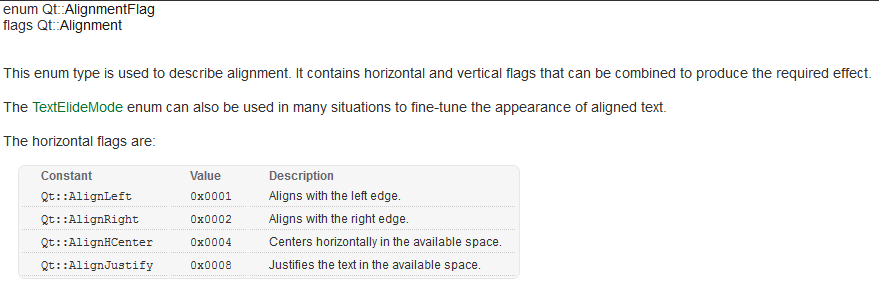 enum Qt::AlignmentFlag
flags Qt::Alignment
This enum type is used to describe alignment. It contains horizontal and vertical flags that can be combined to produce the required effect.
The TextElideMode enum can also be used in many situations to fine-tune the appearance of aligned text.
The horizontal flags are:
Constant Value Description
Qt::AlignLeft 0x0001 Aligns with the left edge.
Qt::AlignRight 0x0002 Aligns with the right edge.
Qt::AlignHCenter 0x0004 Centers horizontally in the available space.
Qt::AlignJustify 0x0008 Justifies the text in the available space.